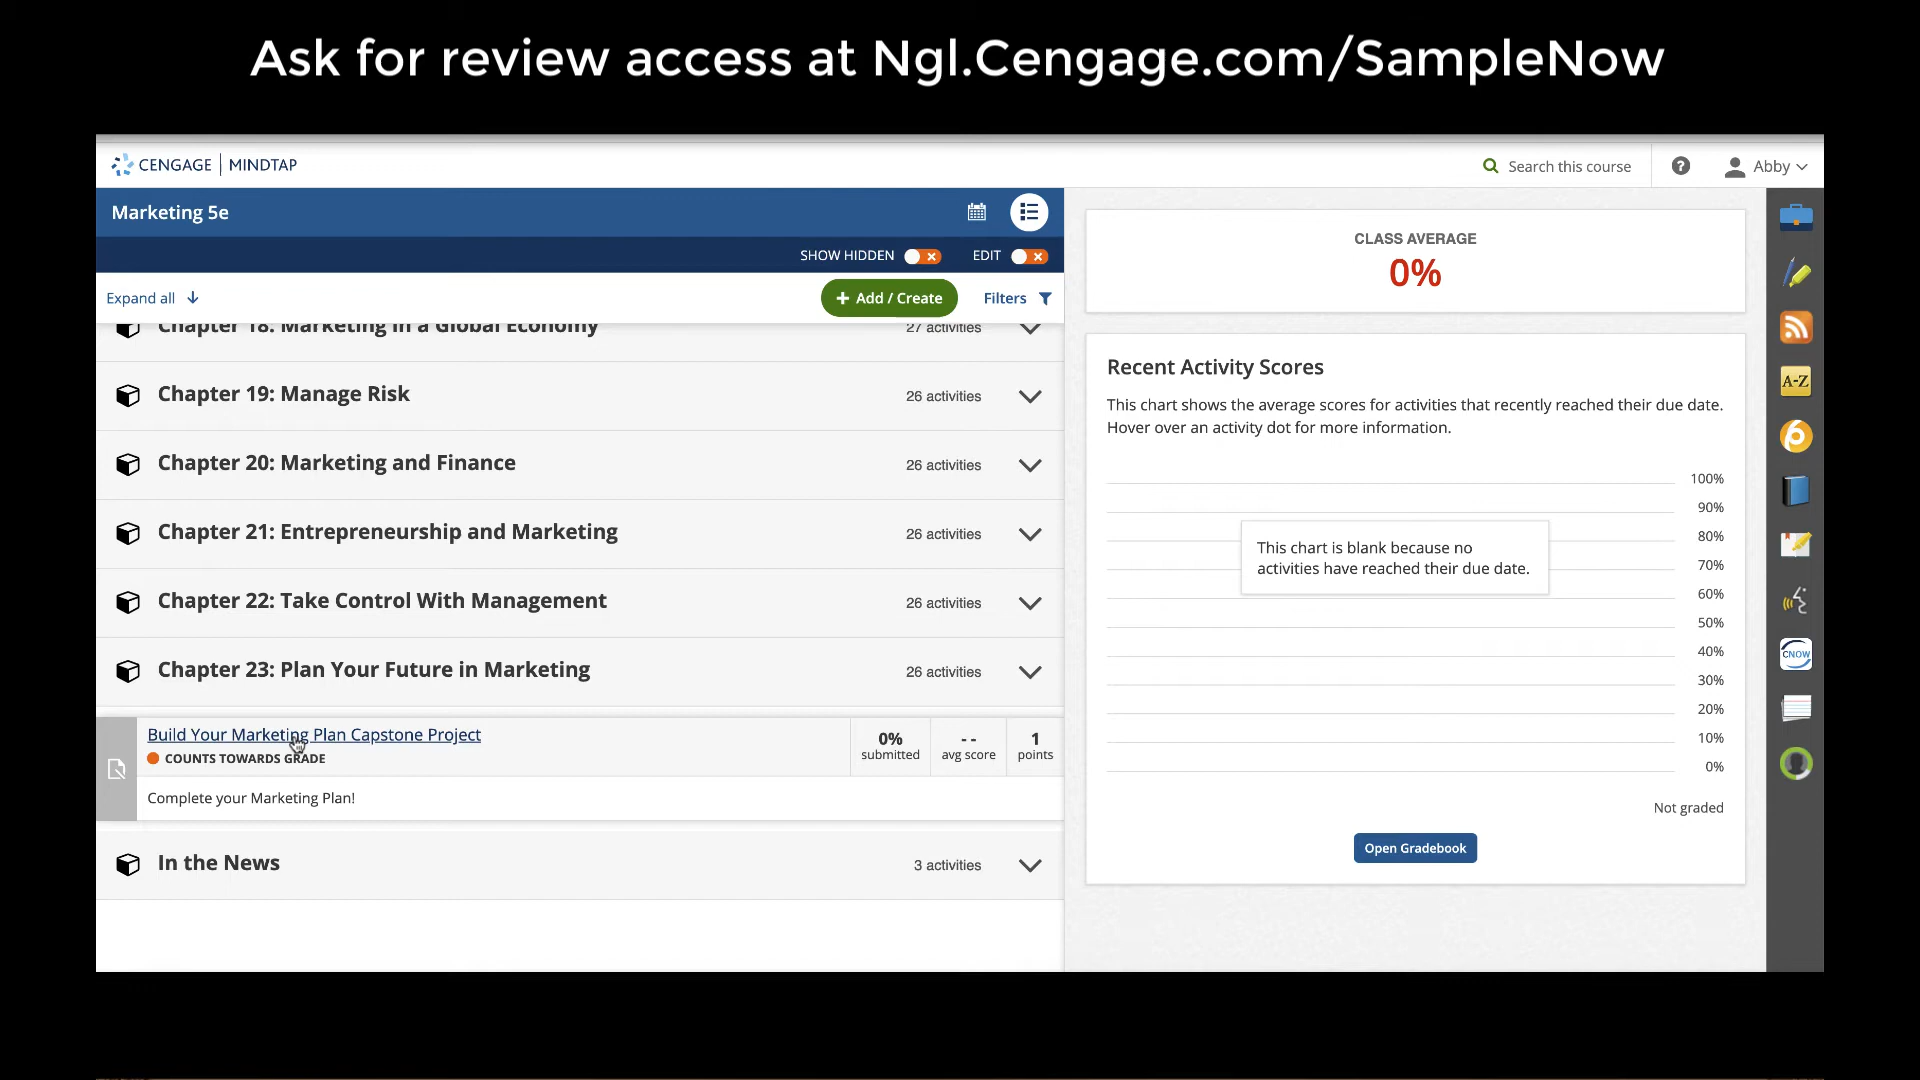 Ask for review access at Ngl.Cengage.com/SampleNow
CENGAGE | MINDTAP
Search this course
?
Abby
Marketing 5e
SHOW HIDDEN
EDIT
Expand all
+ Add / Create
Filters
Chapter 18: Marketing in a Global Economy
27 activities
Chapter 19: Manage Risk
26 activities
Chapter 20: Marketing and Finance
26 activities
Chapter 21: Entrepreneurship and Marketing
26 activities
Chapter 22: Take Control With Management
26 activities
Chapter 23: Plan Your Future in Marketing
26 activities
Build Your Marketing Plan Capstone Project
COUNTS TOWARDS GRADE
0%
submitted
- -
avg score
1
points
Complete your Marketing Plan!
In the News
3 activities
CLASS AVERAGE
0%
Recent Activity Scores
This chart shows the average scores for activities that recently reached their due date.
Hover over an activity dot for more information.
100%
90%
80%
70%
60%
50%
40%
30%
20%
10%
0%
This chart is blank because no
activities have reached their due date.
Not graded
Open Gradebook
A-Z
CNOW